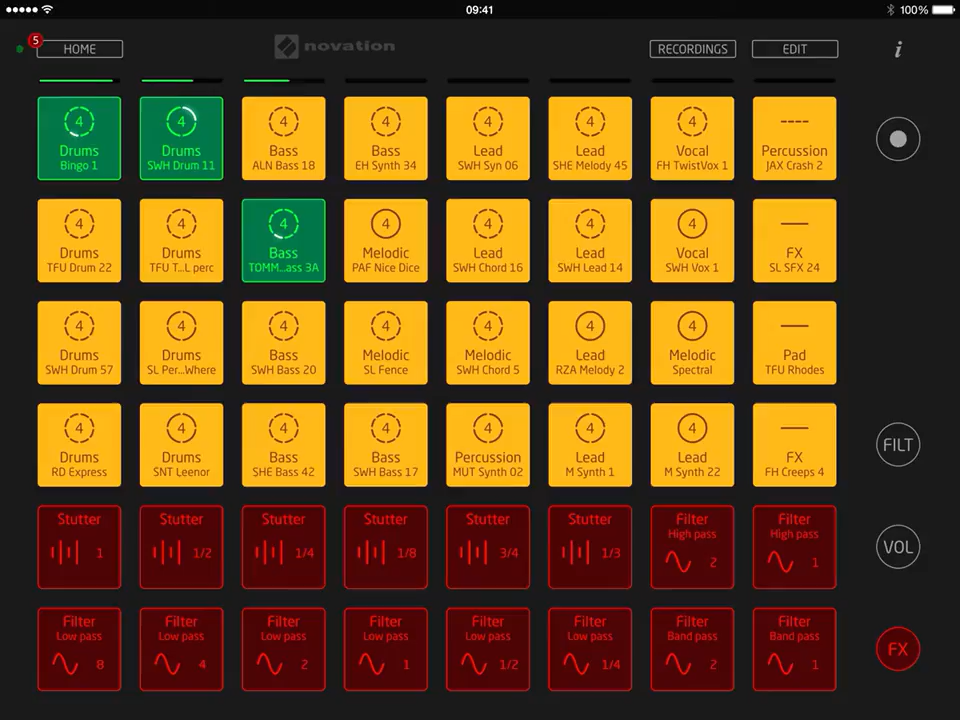 09:41
100%
5
HOME
novation
RECORDINGS
EDIT
i
4 4 4 4 4 4 4
Drums Drums Bass Bass Lead Lead Vocal Percussion
Bingo 1 SWH Drum 11 ALN Bass 18 EH Synth 34 SWH Syn 06 SHE Melody 45 FH TwistVox 1 JAX Crash 2
4 4 4 4 4 4 4
Drums Drums Bass Melodic Lead Lead Vocal FX
TFU Drum 22 TFU T...L perc TOMM...ass 3A PAF Nice Dice SWH Chord 16 SWH Lead 14 SWH Vox 1 SL SFX 24
4 4 4 4 4 4 4
Drums Drums Bass Melodic Melodic Lead Melodic Pad
SWH Drum 57 SL Per...Where SWH Bass 20 SL Fence SWH Chord 5 RZA Melody 2 Spectral TFU Rhodes
4 4 4 4 4 4 4
FILT
Drums Drums Bass Bass Percussion Lead Lead FX
RD Express SNT Leenor SHE Bass 42 SWH Bass 17 MUT Synth 02 M Synth 1 M Synth 22 FH Creeps 4
Stutter Stutter Stutter Stutter Stutter Stutter Filter Filter
High pass High pass
1 1/2 1/4 1/8 3/4 1/3 2 1
VOL
Filter Filter Filter Filter Filter Filter Filter Filter
Low pass Low pass Low pass Low pass Low pass Low pass Band pass Band pass
8 4 2 1 1/2 1/4 2 1
FX